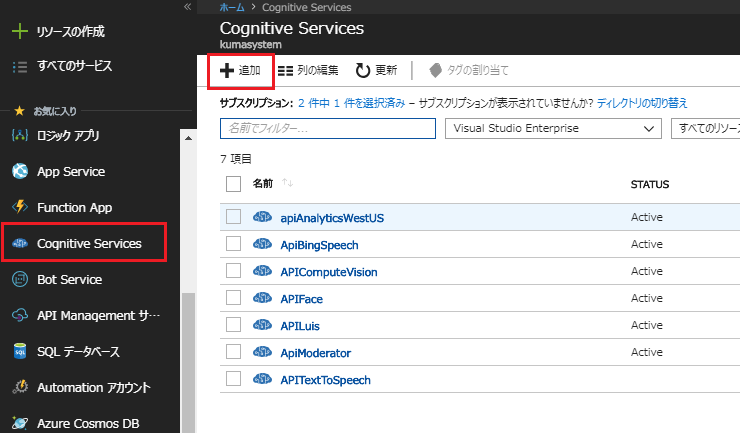 «
リソースの作成
すべてのサービス
お気に入り
ロジック アプリ
App Service
Function App
Cognitive Services
Bot Service
API Management サ…
SQL データベース
Automation アカウント
Azure Cosmos DB
ホーム > Cognitive Services
Cognitive Services
kumasystem
追加 列の編集 更新 タグの割り当て
サブスクリプション: 2 件中 1 件を選択済み – サブスクリプションが表示されていませんか? ディレクトリの切り替え
名前でフィルター... Visual Studio Enterprise すべてのリソース
7 項目
名前 ↑↓ STATUS
apiAnalyticsWestUS Active
ApiBingSpeech Active
APIComputeVision Active
APIFace Active
APILuis Active
ApiModerator Active
APITextToSpeech